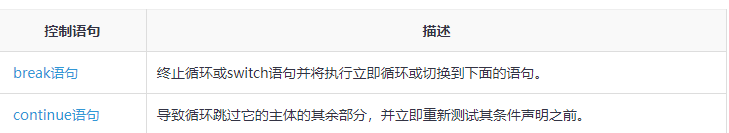 控制语句 描述
break语句 终止循环或switch语句并将执行立即循环或切换到下面的语句。
continue语句 导致循环跳过它的主体的其余部分，并立即重新测试其条件声明之前。